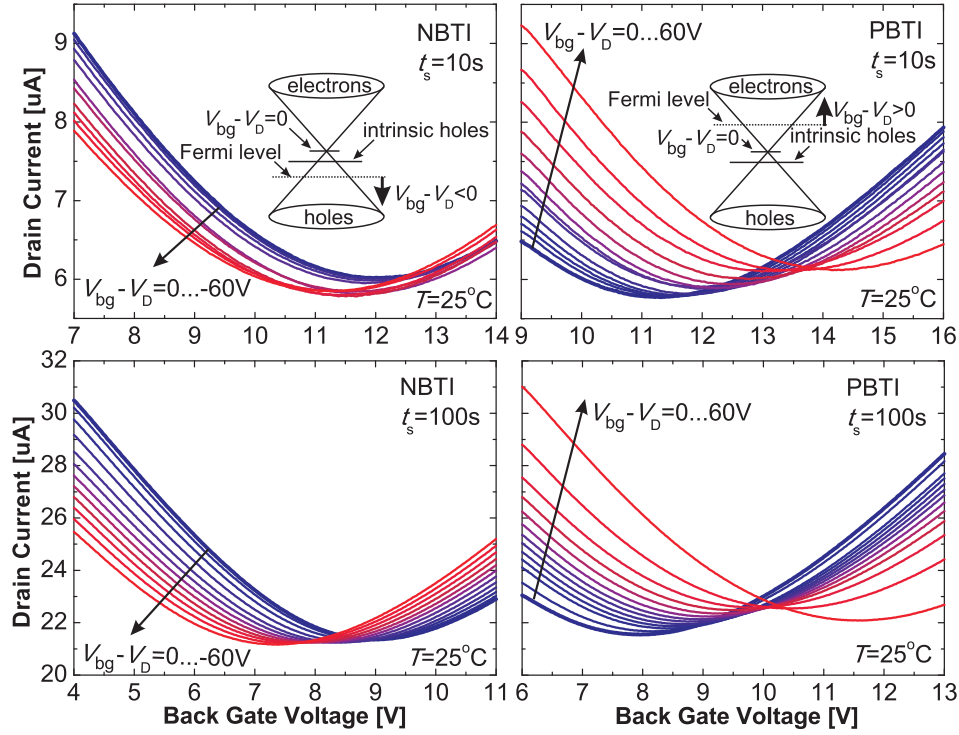 NBTI
tₛ=10s
electrons
V_bg-V_D=0
intrinsic holes
Fermi level
V_bg-V_D<0
holes
V_bg-V_D=0...-60V
T=25°C
9
8
7
6
7 8 9 10 11 12 13 14
Drain Current [uA]
V_bg-V_D=0...60V
PBTI
tₛ=10s
electrons
Fermi level
V_bg-V_D>0
V_bg-V_D=0
intrinsic holes
holes
T=25°C
9 10 11 12 13 14 15 16
NBTI
tₛ=100s
V_bg-V_D=0...-60V
T=25°C
32
30
28
26
24
22
20
4 5 6 7 8 9 10 11
Drain Current [uA]
Back Gate Voltage [V]
PBTI
V_bg-V_D=0...60V
tₛ=100s
T=25°C
6 7 8 9 10 11 12 13
Back Gate Voltage [V]